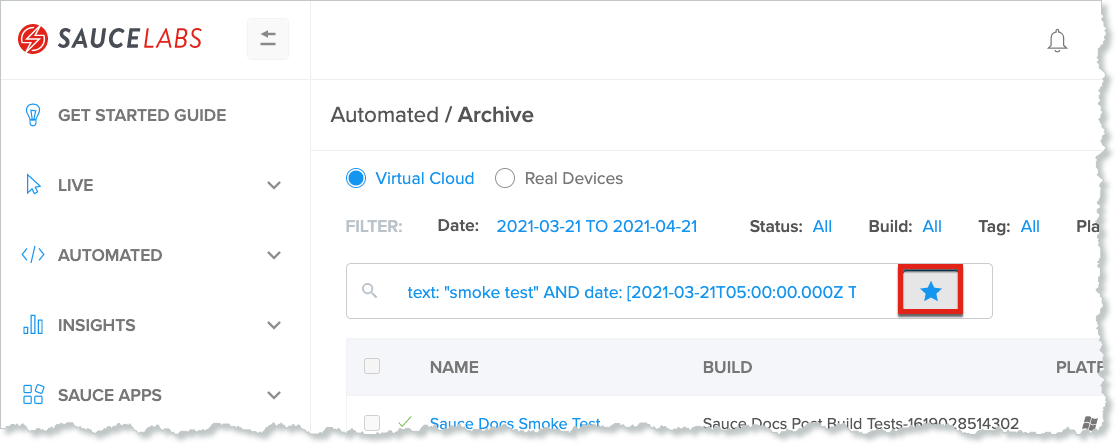 SAUCELABS
GET STARTED GUIDE
LIVE
AUTOMATED
INSIGHTS
SAUCE APPS
Automated / Archive
Virtual Cloud Real Devices
FILTER: Date: 2021-03-21 TO 2021-04-21 Status: All Build: All Tag: All Pla
text: "smoke test" AND date: [2021-03-21T05:00:00.000Z T
NAME BUILD PLATF
Sauce Docs Smoke Test Sauce Docs Post Build Tests-1619028514302